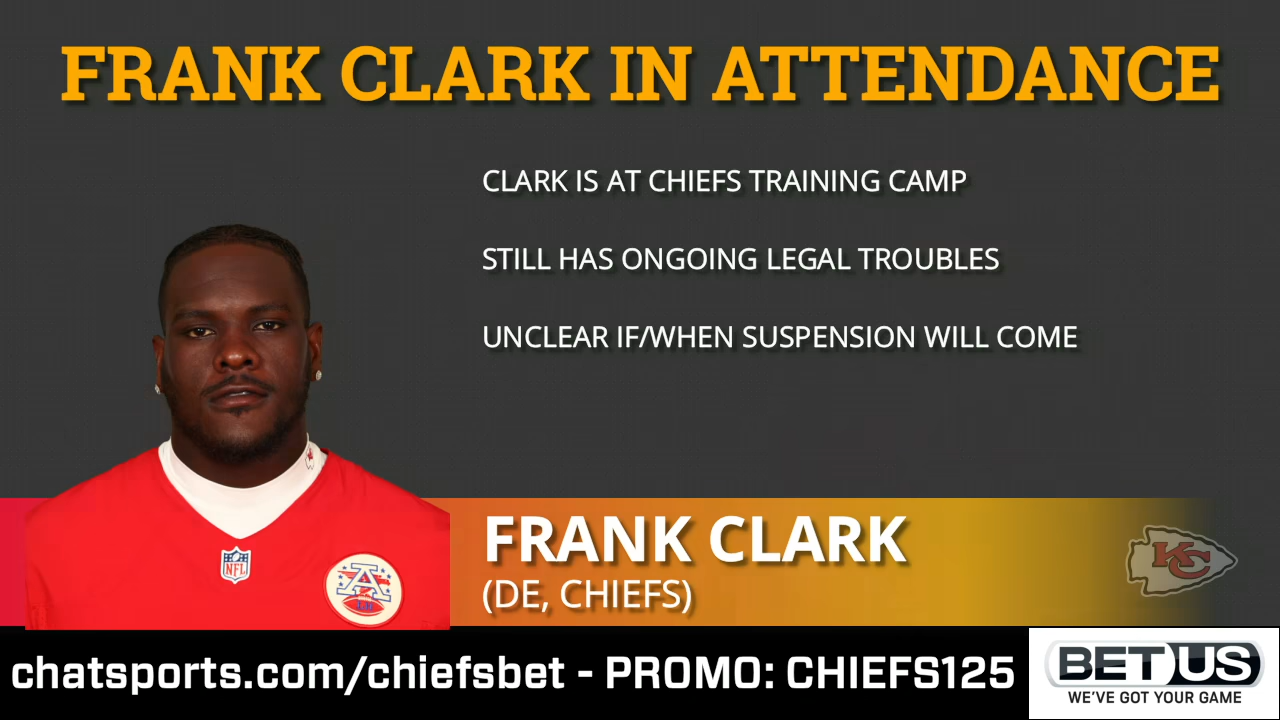 FRANK CLARK IN ATTENDANCE
CLARK IS AT CHIEFS TRAINING CAMP
STILL HAS ONGOING LEGAL TROUBLES
UNCLEAR IF/WHEN SUSPENSION WILL COME
NFL
FRANK CLARK
(DE, CHIEFS)
KC
chatsports.com/chiefsbet - PROMO: CHIEFS125
BETUS
WE'VE GOT YOUR GAME